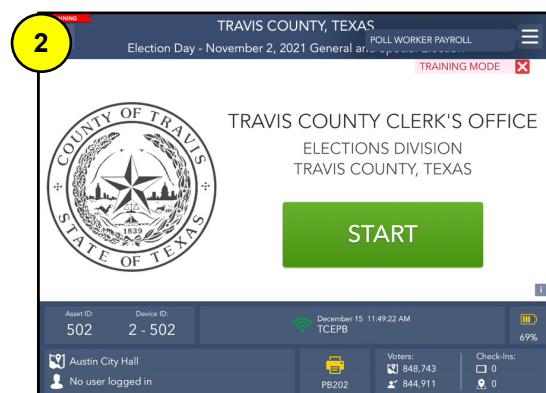 2
TRAVIS COUNTY, TEXAS
Election Day - November 2, 2021 General and Special Election
POLL WORKER PAYROLL
TRAINING MODE
COUNTY OF TRAVIS
STATE OF TEXAS
1839
TRAVIS COUNTY CLERK'S OFFICE
ELECTIONS DIVISION
TRAVIS COUNTY, TEXAS
START
i
Asset ID: Device ID:
502 2 - 502
December 15 11:49:22 AM
TCEPB
69%
Austin City Hall
No user logged in
PB202
Voters: Check-Ins:
848,743 0
844,911 0